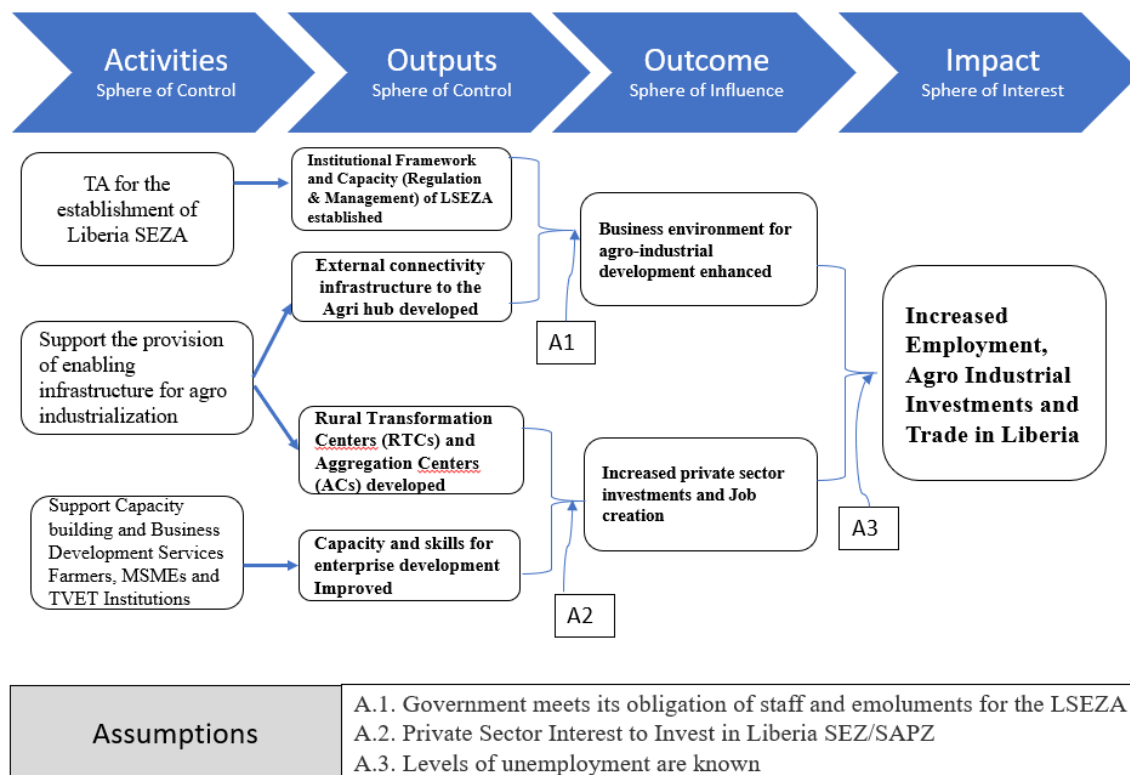 Activities
Sphere of Control
Outputs
Sphere of Control
Outcome
Sphere of Influence
Impact
Sphere of Interest
TA for the
establishment of
Liberia SEZA
Support the provision
of enabling
infrastructure for agro
industrialization
Support Capacity
building and Business
Development Services
Farmers, MSMEs and
TVET Institutions
Institutional Framework
and Capacity (Regulation
& Management) of LSEZA
established
External connectivity
infrastructure to the
Agri hub developed
Rural Transformation
Centers (RTCs) and
Aggregation Centers
(ACs) developed
Capacity and skills for
enterprise development
Improved
A1
A2
Business environment for
agro-industrial
development enhanced
Increased private sector
investments and Job
creation
A3
Increased
Employment,
Agro Industrial
Investments and
Trade in Liberia
Assumptions
A.1. Government meets its obligation of staff and emoluments for the LSEZA
A.2. Private Sector Interest to Invest in Liberia SEZ/SAPZ
A.3. Levels of unemployment are known